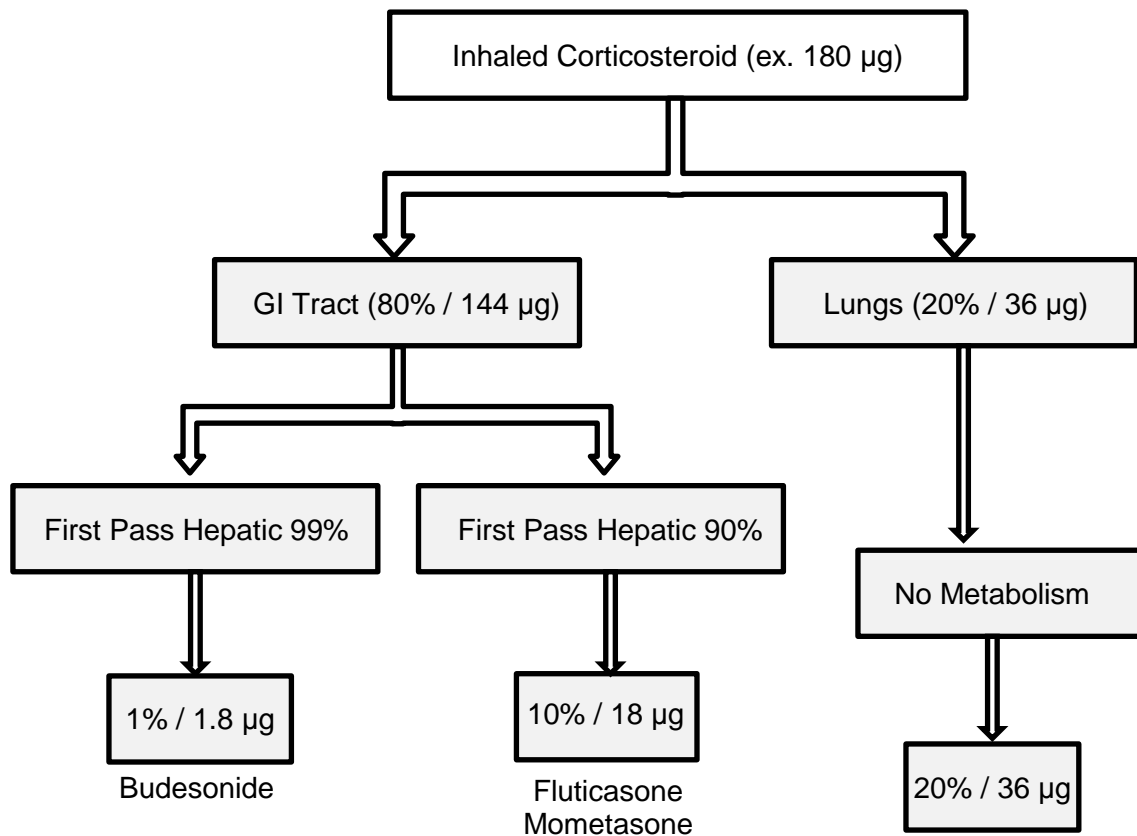 Inhaled Corticosteroid (ex. 180 µg)
GI Tract (80% / 144 µg)
Lungs (20% / 36 µg)
First Pass Hepatic 99%
First Pass Hepatic 90%
No Metabolism
1% / 1.8 µg
10% / 18 µg
20% / 36 µg
Budesonide
Fluticasone
Mometasone